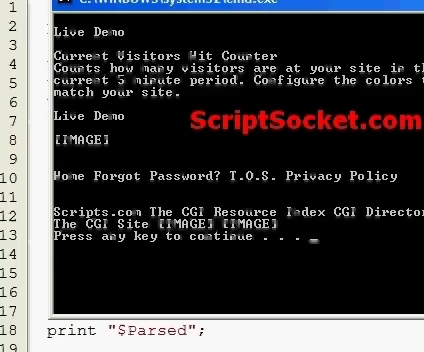 C:\WINDOWS\system32\cmd.exe
1
2 Live Demo
3
4 Current Visitors Hit Counter
Counts how many visitors are at your site in th
5 current 5 minute period. Configure the colors t
6 match your site.
7 Live Demo
ScriptSocket.com
8 [IMAGE]
9
10 Home Forgot Password? T.O.S. Privacy Policy
11
12 Scripts.com The CGI Resource Index CGI Director
The CGI Site [IMAGE] [IMAGE]
13 Press any key to continue . . . _
14
15
16
17
18 print "$Parsed";
19